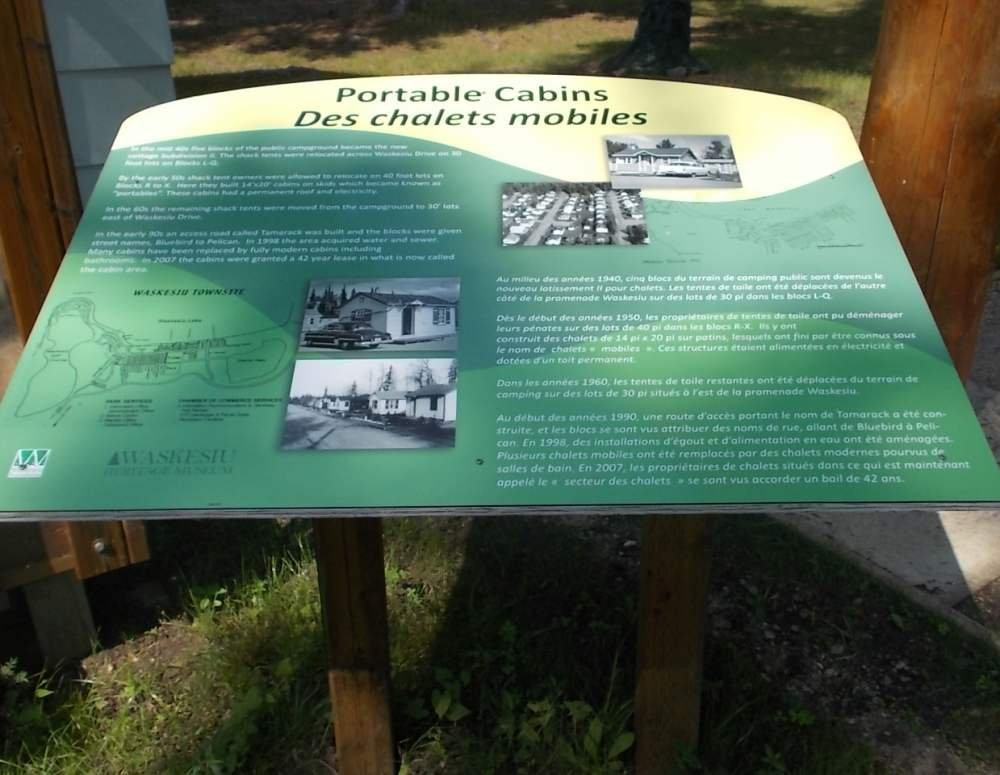 Portable Cabins
Des chalets mobiles
In the mid 40s five blocks of the public campground became the new
cottage Subdivision II. The shack tents were relocated across Waskesiu Drive on 30
foot lots on Blocks L-Q.
By the early 50s shack tent owners were allowed to relocate on 40 foot lots on
Blocks R to X. Here they built 14'x20' cabins on skids which became known as
"portables". These cabins had a permanent roof and electricity.
In the 60s the remaining shack tents were moved from the campground to 30' lots
east of Waskesiu Drive.
In the early 90s an access road called Tamarack was built and the blocks were given
street names, Bluebird to Pelican. In 1998 the area acquired water and sewer.
Many cabins have been replaced by fully modern cabins including
bathrooms. In 2007 the cabins were granted a 42 year lease in what is now called
the cabin area.
WASKESIU TOWNSITE
PARK SERVICES
CHAMBER OF COMMERCE SERVICES
W
WASKESIU
HERITAGE MUSEUM
Au milieu des années 1940, cinq blocs du terrain de camping public sont devenus le
nouveau lotissement II pour chalets. Les tentes de toile ont été déplacées de l'autre
côté de la promenade Waskesiu sur des lots de 30 pi dans les blocs L-Q.
Dès le début des années 1950, les propriétaires de tentes de toile ont pu déménager
leurs pénates sur des lots de 40 pi dans les blocs R-X. Ils y ont
construit des chalets de 14 pi x 20 pi sur patins, lesquels ont fini par être connus sous
le nom de chalets « mobiles ». Ces structures étaient alimentées en électricité et
dotées d'un toit permanent.
Dans les années 1960, les tentes de toile restantes ont été déplacées du terrain de
camping sur des lots de 30 pi situés à l'est de la promenade Waskesiu.
Au début des années 1990, une route d'accès portant le nom de Tamarack a été con-
struite, et les blocs se sont vus attribuer des noms de rue, allant de Bluebird à Peli-
can. En 1998, des installations d'égout et d'alimentation en eau ont été aménagées.
Plusieurs chalets mobiles ont été remplacés par des chalets modernes pourvus de
salles de bain. En 2007, les propriétaires de chalets situés dans ce qui est maintenant
appelé le « secteur des chalets » se sont vus accorder un bail de 42 ans.